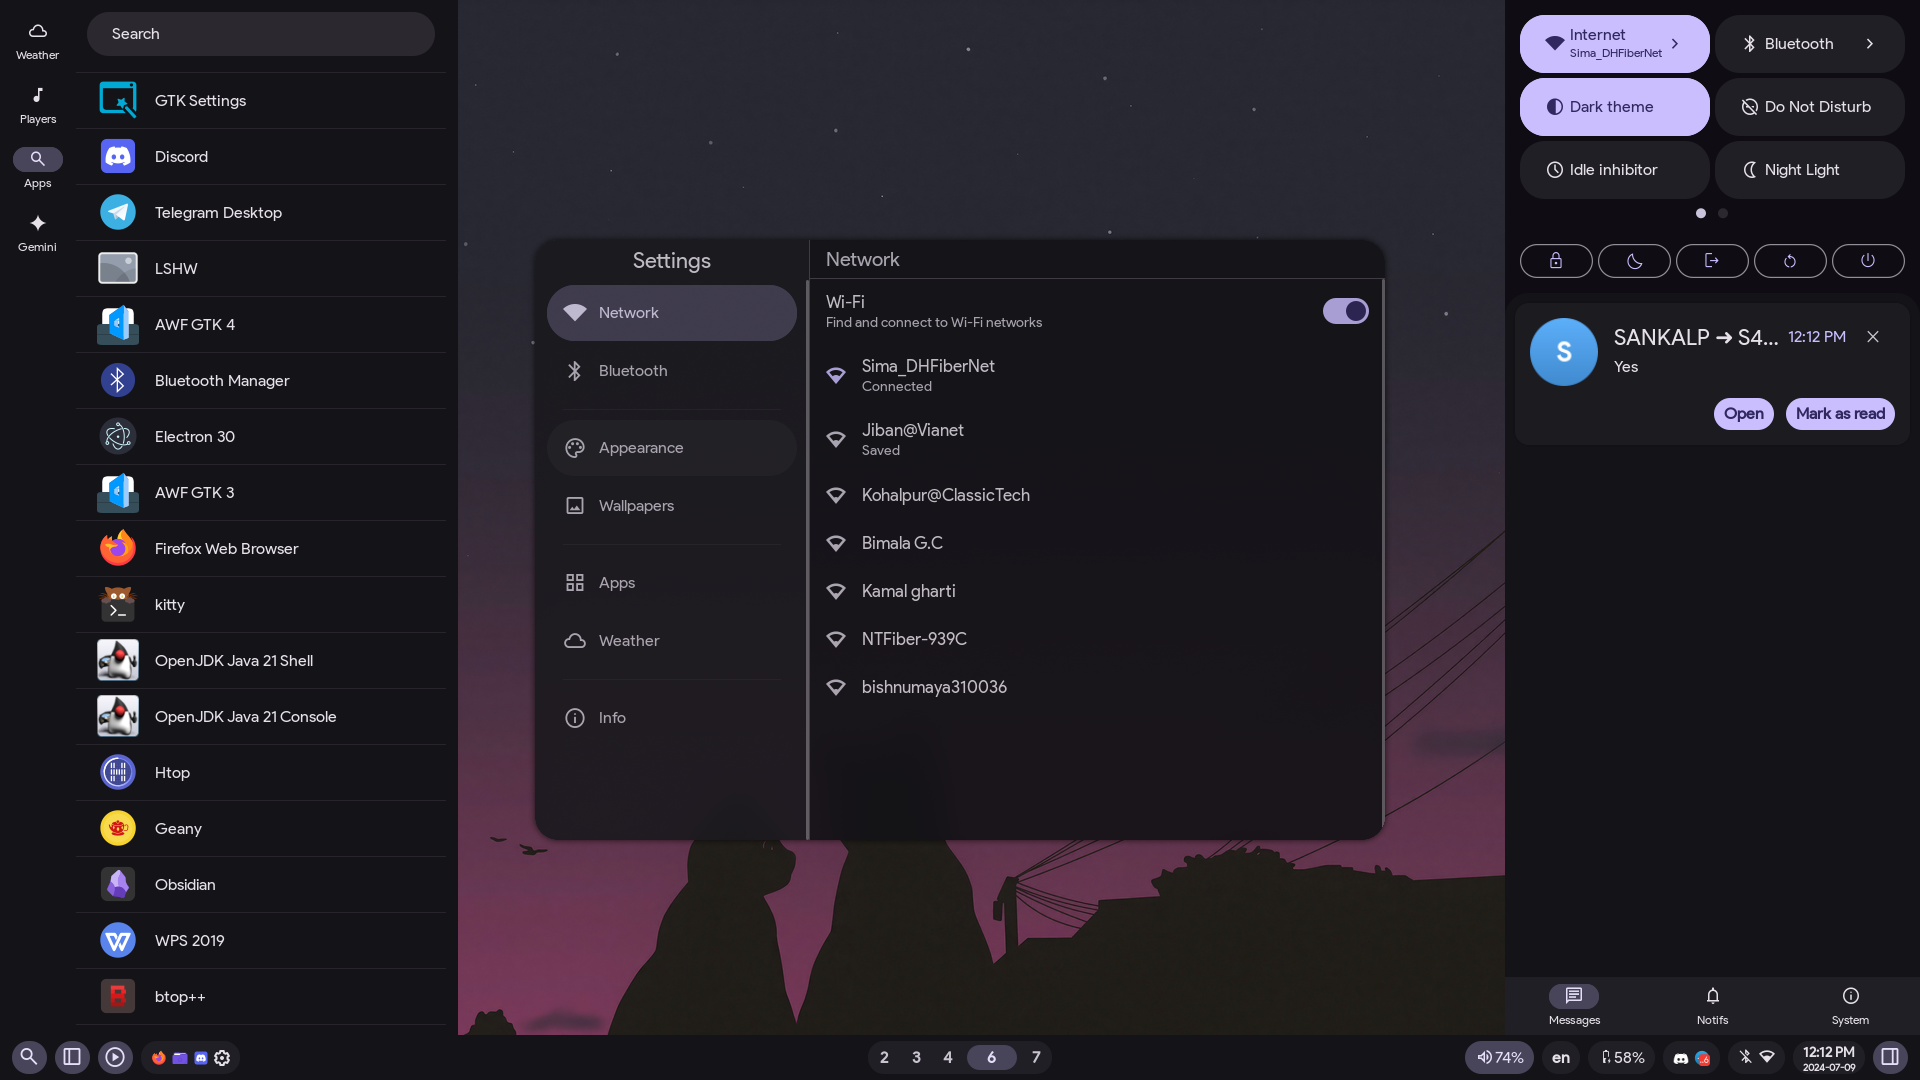 Weather
Players
Apps
Gemini
Search
GTK Settings
Discord
Telegram Desktop
LSHW
AWF GTK 4
Bluetooth Manager
Electron 30
AWF GTK 3
Firefox Web Browser
kitty
OpenJDK Java 21 Shell
OpenJDK Java 21 Console
Htop
Geany
Obsidian
WPS 2019
btop++
Settings
Network
Bluetooth
Appearance
Wallpapers
Apps
Weather
Info
Network
Wi-Fi
Find and connect to Wi-Fi networks
Sima_DHFiberNet
Connected
Jiban@Vianet
Saved
Kohalpur@ClassicTech
Bimala G.C
Kamal gharti
NTFiber-939C
bishnumaya310036
Internet
Sima_DHFiberNet
Bluetooth
Dark theme
Do Not Disturb
Idle inhibitor
Night Light
S
SANKALP ➜ S4... 12:12 PM
Yes
Open Mark as read
Messages
Notifs
System
2 3 4 6 7
74%
en
58%
12:12 PM
2024-07-09